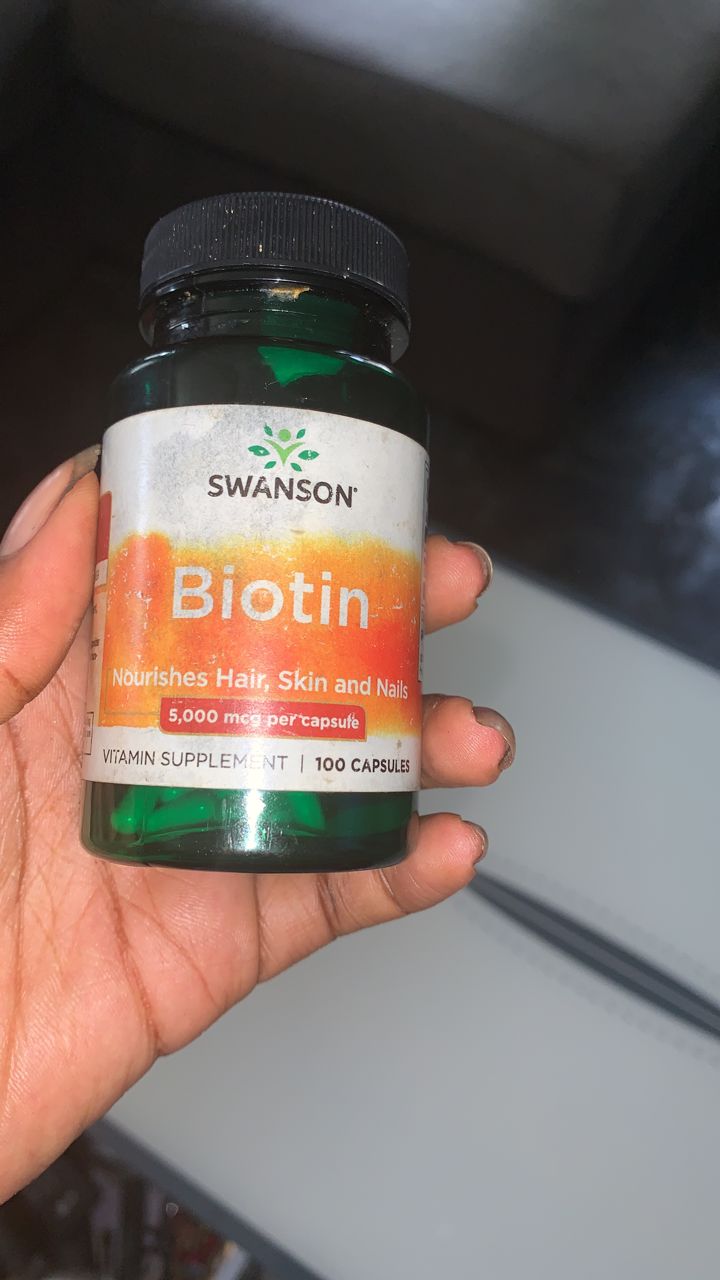 SWANSON®
Biotin
Nourishes Hair, Skin and Nails
5,000 mcg per capsule
VITAMIN SUPPLEMENT | 100 CAPSULES